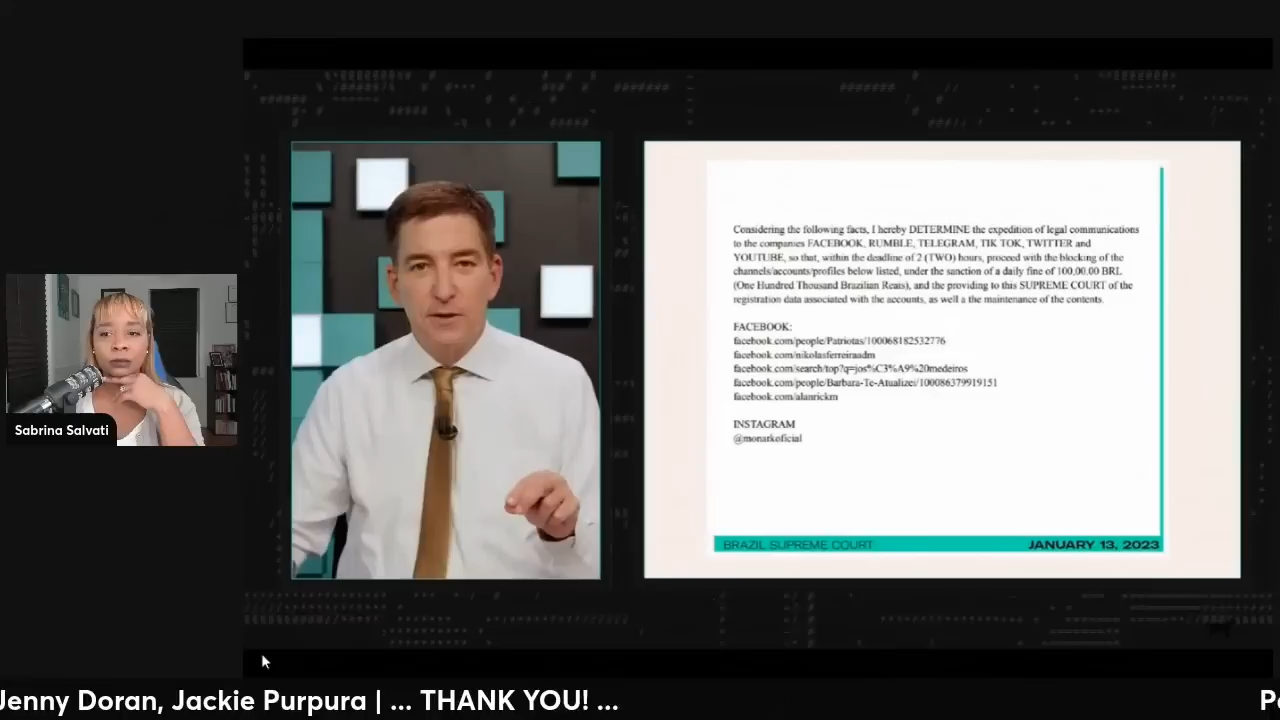 Considering the following facts, I hereby DETERMINE the expedition of legal communications
to the companies FACEBOOK, RUMBLE, TELEGRAM, TIK TOK, TWITTER and
YOUTUBE, so that, within the deadline of 2 (TWO) hours, proceed with the blocking of the
channels/accounts/profiles below listed, under the sanction of a daily fine of 100,00.00 BRL
(One Hundred Thousand Brazilian Reais), and the providing to this SUPREME COURT of the
registration data associated with the accounts, as well a the maintenance of the contents.
FACEBOOK:
facebook.com/people/Patriotas/100068182532776
facebook.com/nikolasferreiraadm
facebook.com/search/top?q=jos%C3%A9%20medeiros
facebook.com/people/Barbara-Te-Atualizei/100086379919151
facebook.com/alanrickm
INSTAGRAM
@monarkoficial
BRAZIL SUPREME COURT
JANUARY 13, 2023
Sabrina Salvati
Jenny Doran, Jackie Purpura | ... THANK YOU! ...